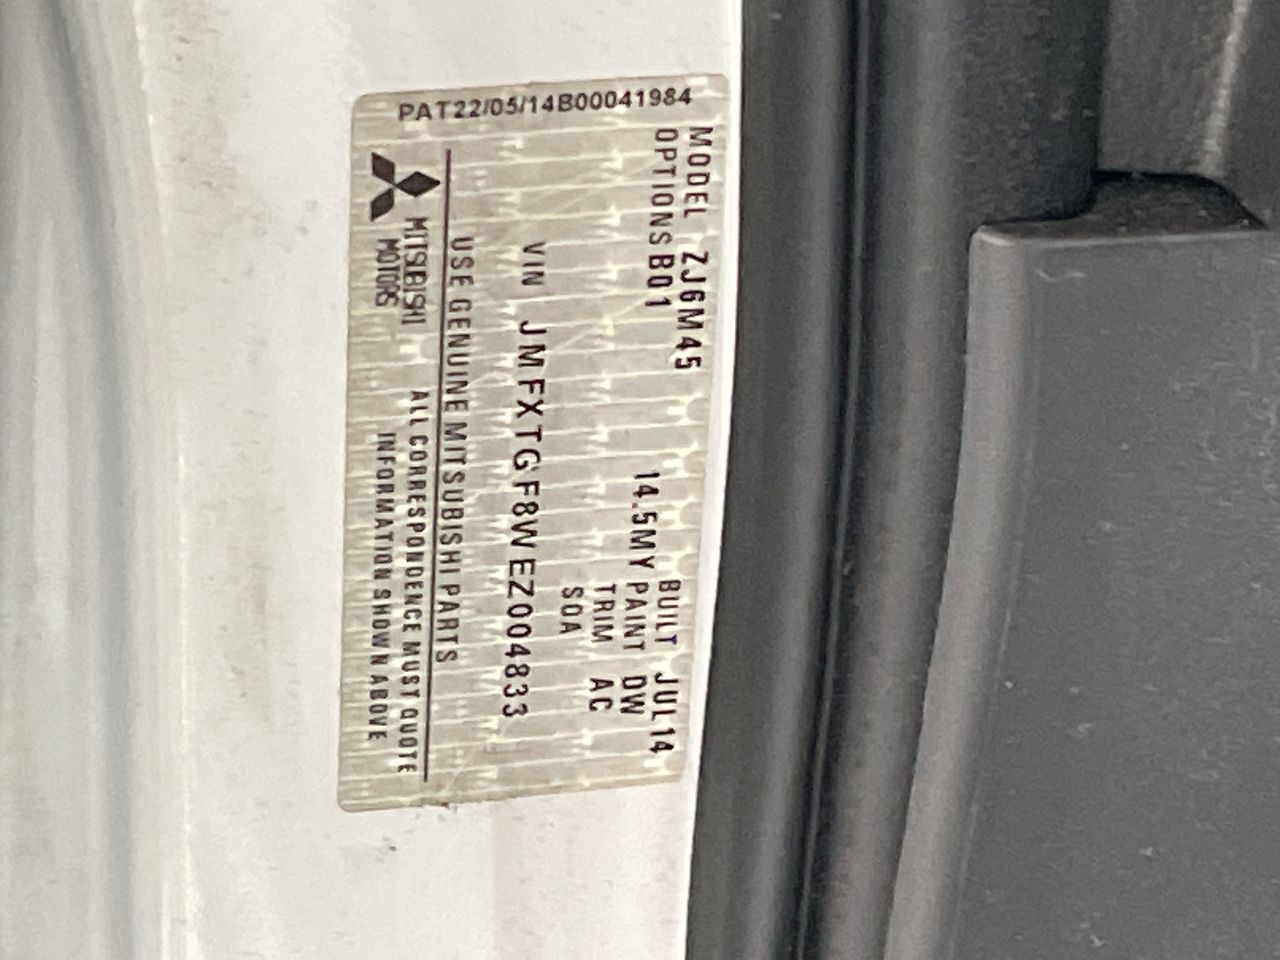 PAT22/05/14B00041984
MODEL ZJ6M45
BUILT JUL14
OPTIONS B01
14.5MY PAINT DW
TRIM AC
SOA
VIN JMFXTGF8WEZ004833
USE GENUINE MITSUBISHI PARTS
MITSUBISHI
MOTORS
ALL CORRESPONDENCE MUST QUOTE
INFORMATION SHOWN ABOVE